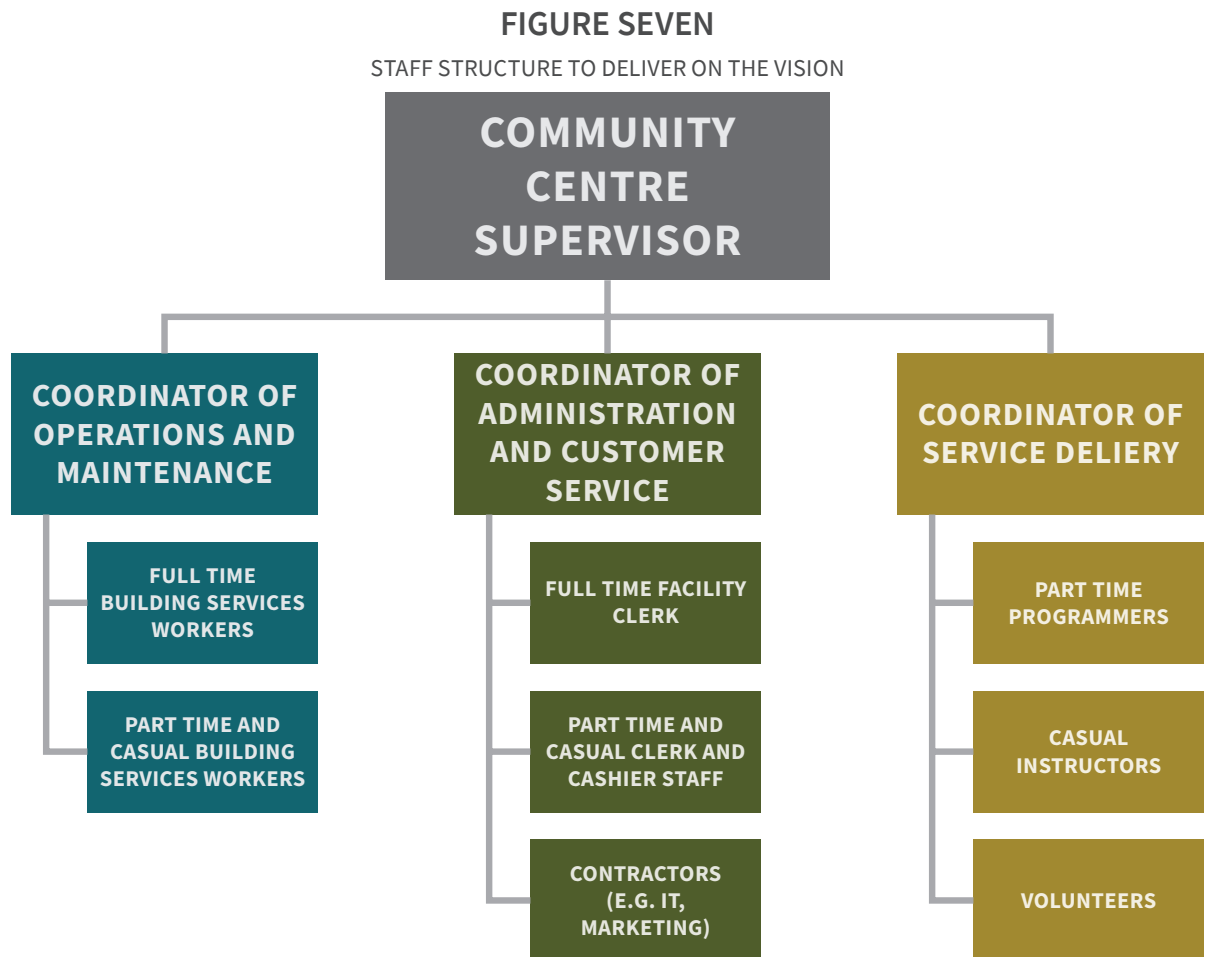 FIGURE SEVEN
STAFF STRUCTURE TO DELIVER ON THE VISION
COMMUNITY
CENTRE
SUPERVISOR
COORDINATOR OF
OPERATIONS AND
MAINTENANCE
FULL TIME
BUILDING SERVICES
WORKERS
PART TIME AND
CASUAL BUILDING
SERVICES WORKERS
COORDINATOR OF
ADMINISTRATION
AND CUSTOMER
SERVICE
FULL TIME FACILITY
CLERK
PART TIME AND
CASUAL CLERK AND
CASHIER STAFF
CONTRACTORS
(E.G. IT,
MARKETING)
COORDINATOR OF
SERVICE DELIERY
PART TIME
PROGRAMMERS
CASUAL
INSTRUCTORS
VOLUNTEERS